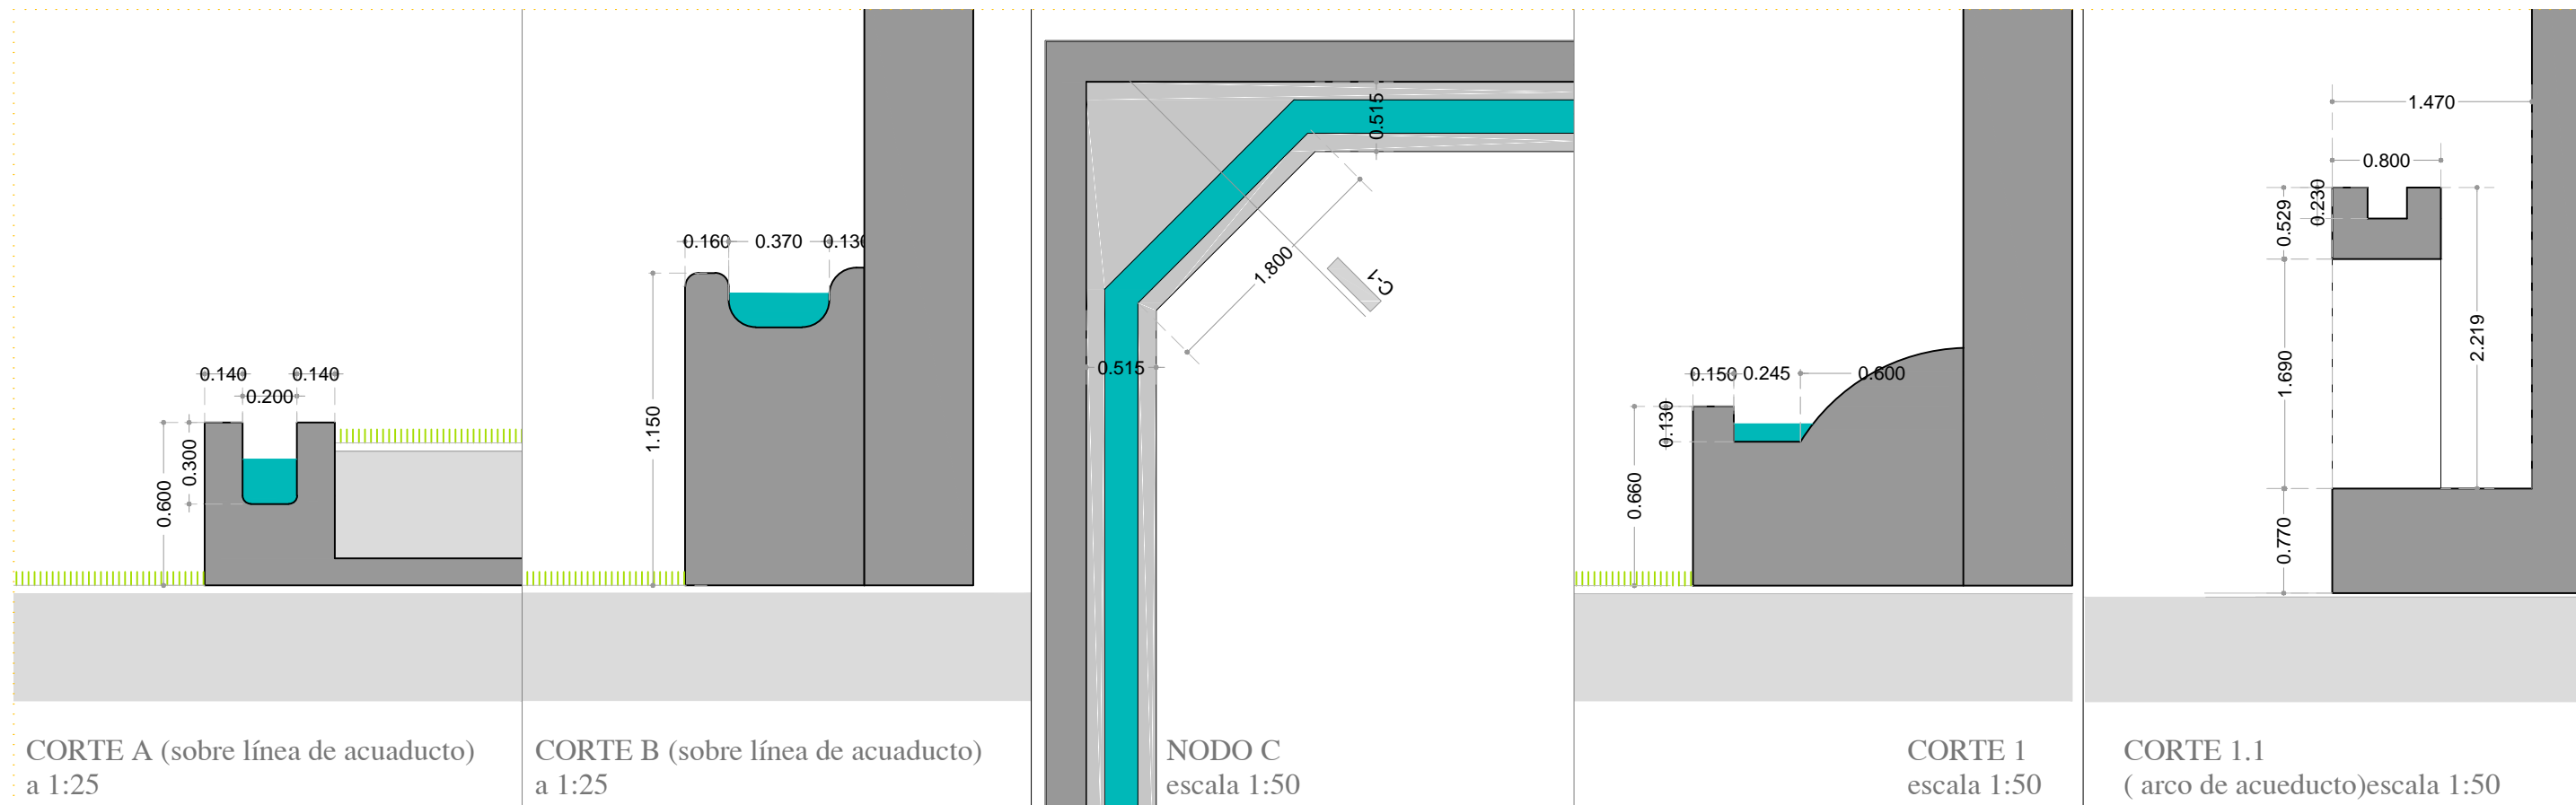 0.140
0.140
0.200
0.300
0.600
CORTE A (sobre línea de acuaducto)
a 1:25
0.160
0.370
0.130
1.150
CORTE B (sobre línea de acuaducto)
a 1:25
0.515
1.800
C-1
0.515
NODO C
escala 1:50
0.150
0.245
0.600
0.130
0.660
CORTE 1
escala 1:50
1.470
0.800
0.230
0.529
2.219
1.690
0.770
CORTE 1.1
( arco de acueducto)escala 1:50